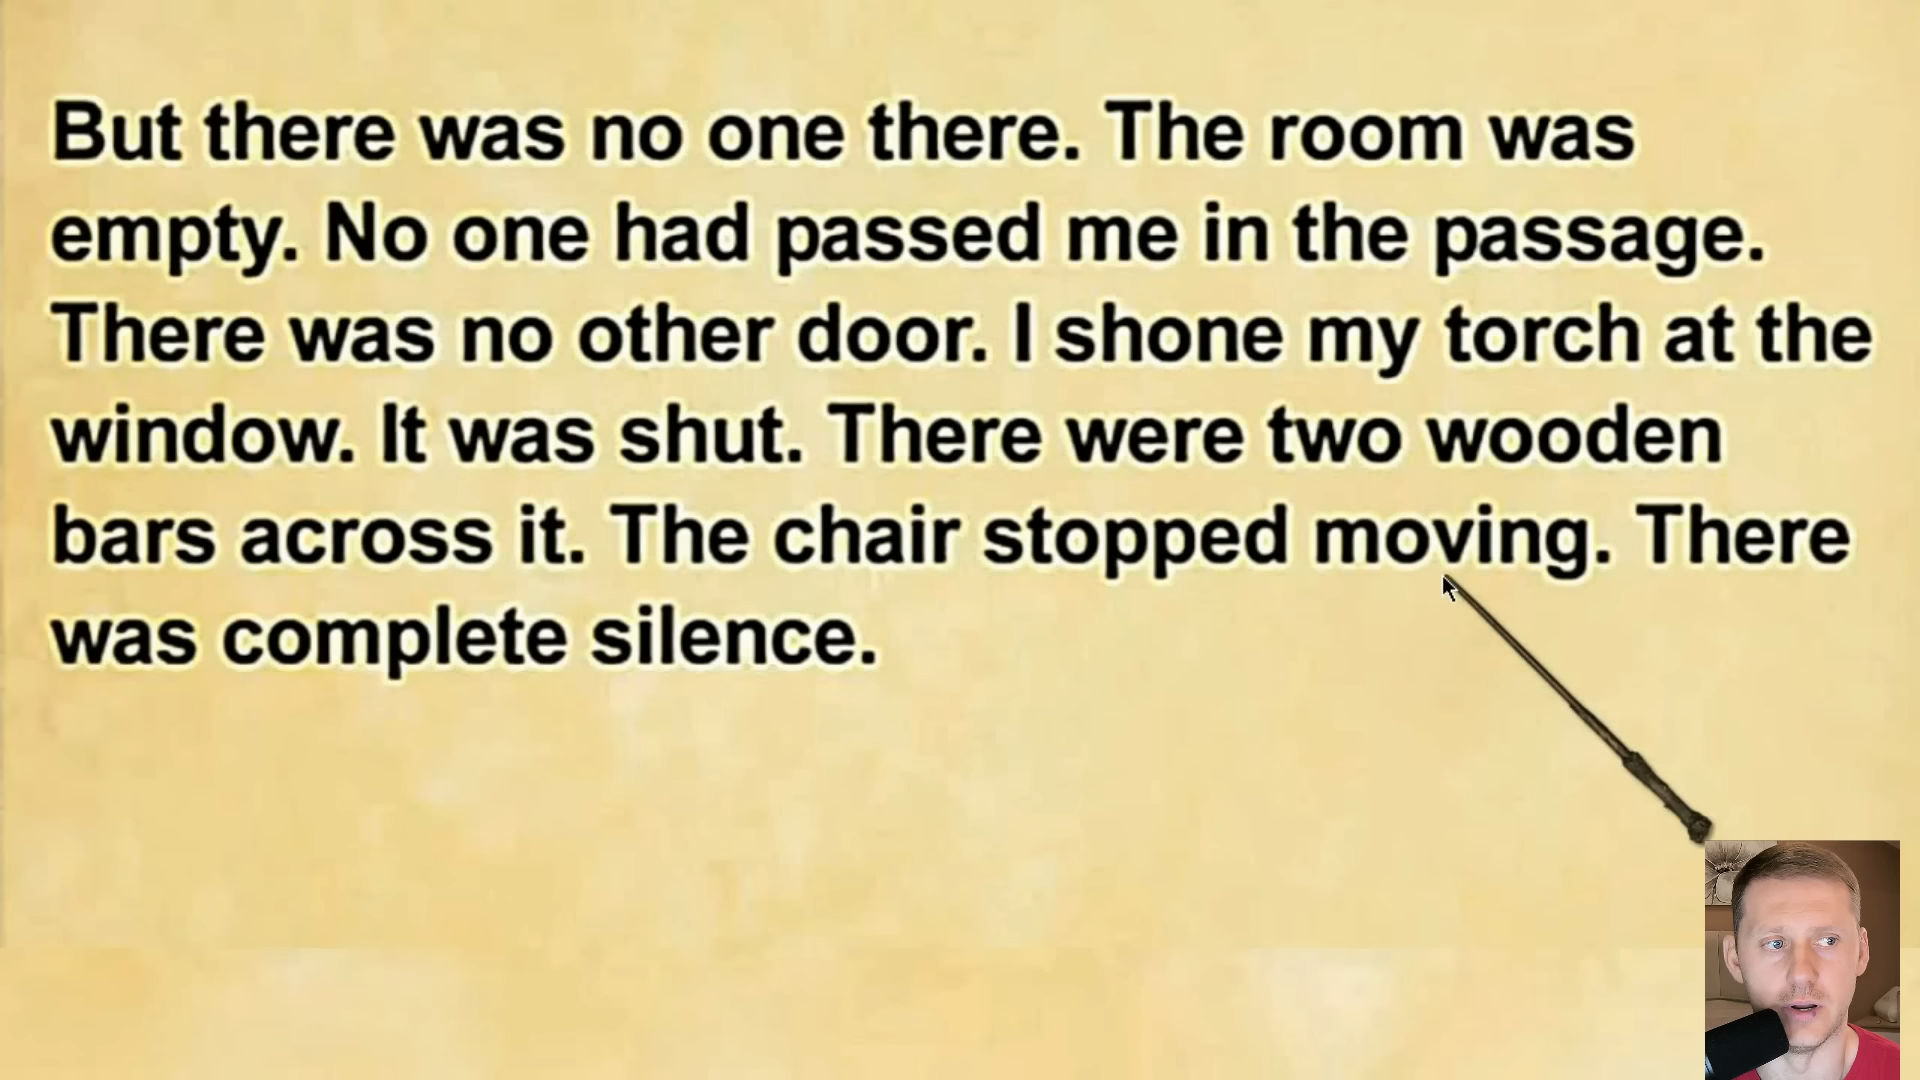 But there was no one there. The room was
empty. No one had passed me in the passage.
There was no other door. I shone my torch at the
window. It was shut. There were two wooden
bars across it. The chair stopped moving. There
was complete silence.